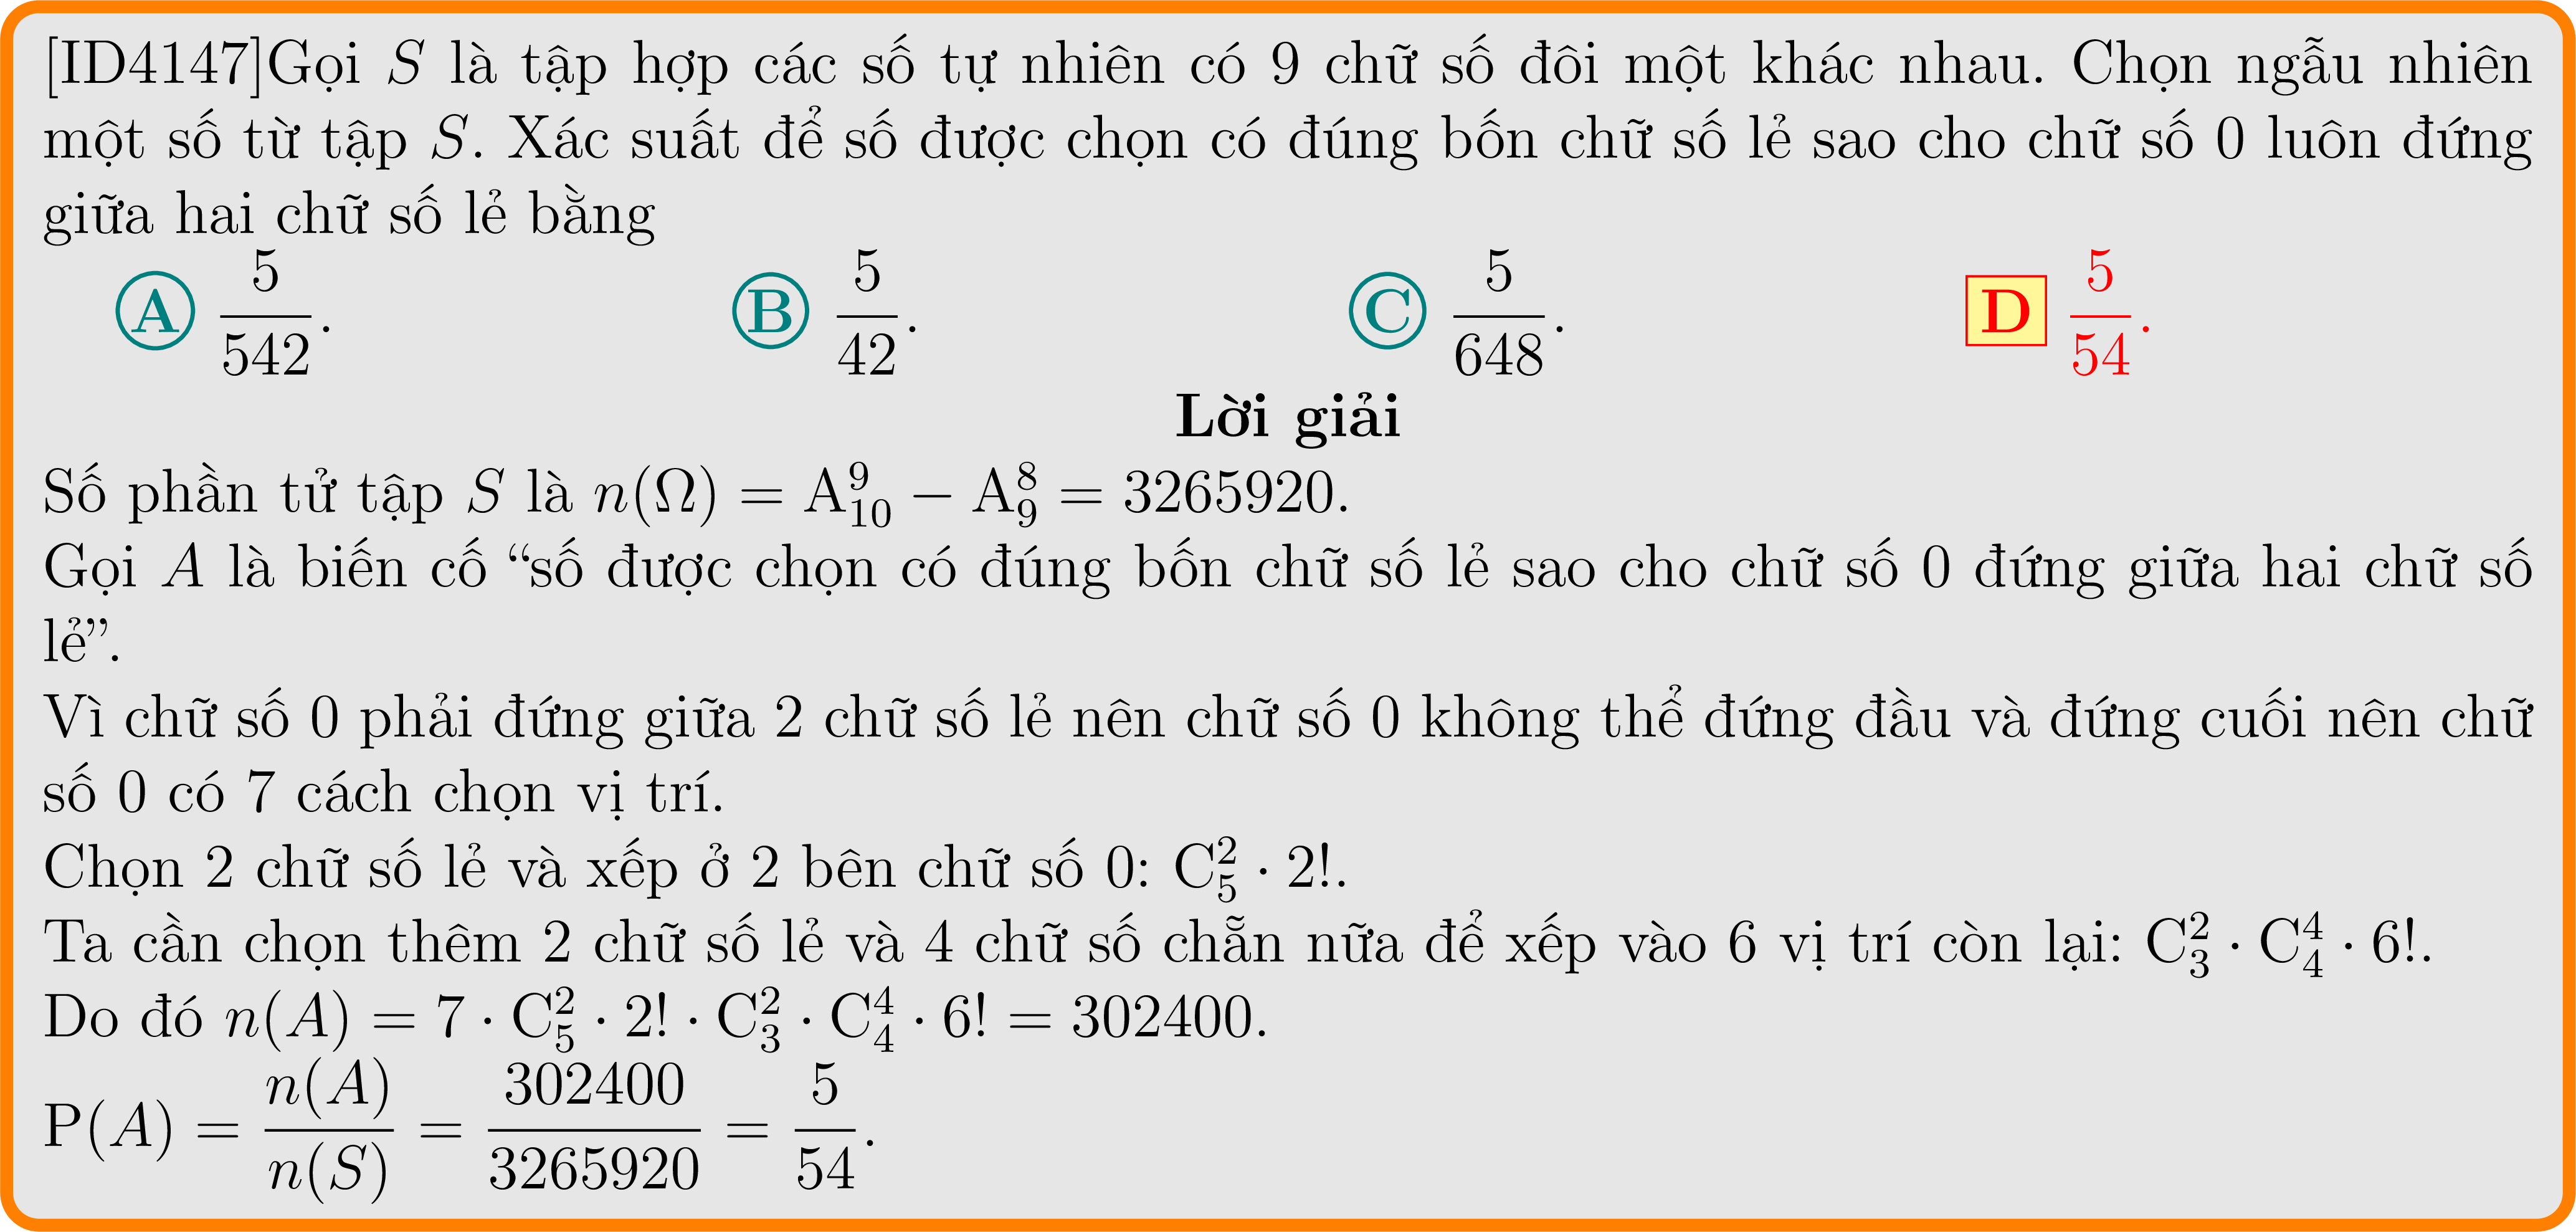 [ID4147]Gọi S là tập hợp các số tự nhiên có 9 chữ số đôi một khác nhau. Chọn ngẫu nhiên
một số từ tập S. Xác suất để số được chọn có đúng bốn chữ số lẻ sao cho chữ số 0 luôn đứng
giữa hai chữ số lẻ bằng
A $\frac{5}{542}$. B $\frac{5}{42}$. C $\frac{5}{648}$. D $\frac{5}{54}$.
Lời giải
Số phần tử tập S là $n(\Omega) = \mathrm{A}_{10}^{9} - \mathrm{A}_{9}^{8} = 3265920$.
Gọi A là biến cố “số được chọn có đúng bốn chữ số lẻ sao cho chữ số 0 đứng giữa hai chữ số
lẻ”.
Vì chữ số 0 phải đứng giữa 2 chữ số lẻ nên chữ số 0 không thể đứng đầu và đứng cuối nên chữ
số 0 có 7 cách chọn vị trí.
Chọn 2 chữ số lẻ và xếp ở 2 bên chữ số 0: $\mathrm{C}_{5}^{2} \cdot 2!$.
Ta cần chọn thêm 2 chữ số lẻ và 4 chữ số chẵn nữa để xếp vào 6 vị trí còn lại: $\mathrm{C}_{3}^{2} \cdot \mathrm{C}_{4}^{4} \cdot 6!$.
Do đó $n(A) = 7 \cdot \mathrm{C}_{5}^{2} \cdot 2! \cdot \mathrm{C}_{3}^{2} \cdot \mathrm{C}_{4}^{4} \cdot 6! = 302400$.
$\mathrm{P}(A) = \frac{n(A)}{n(S)} = \frac{302400}{3265920} = \frac{5}{54}$.